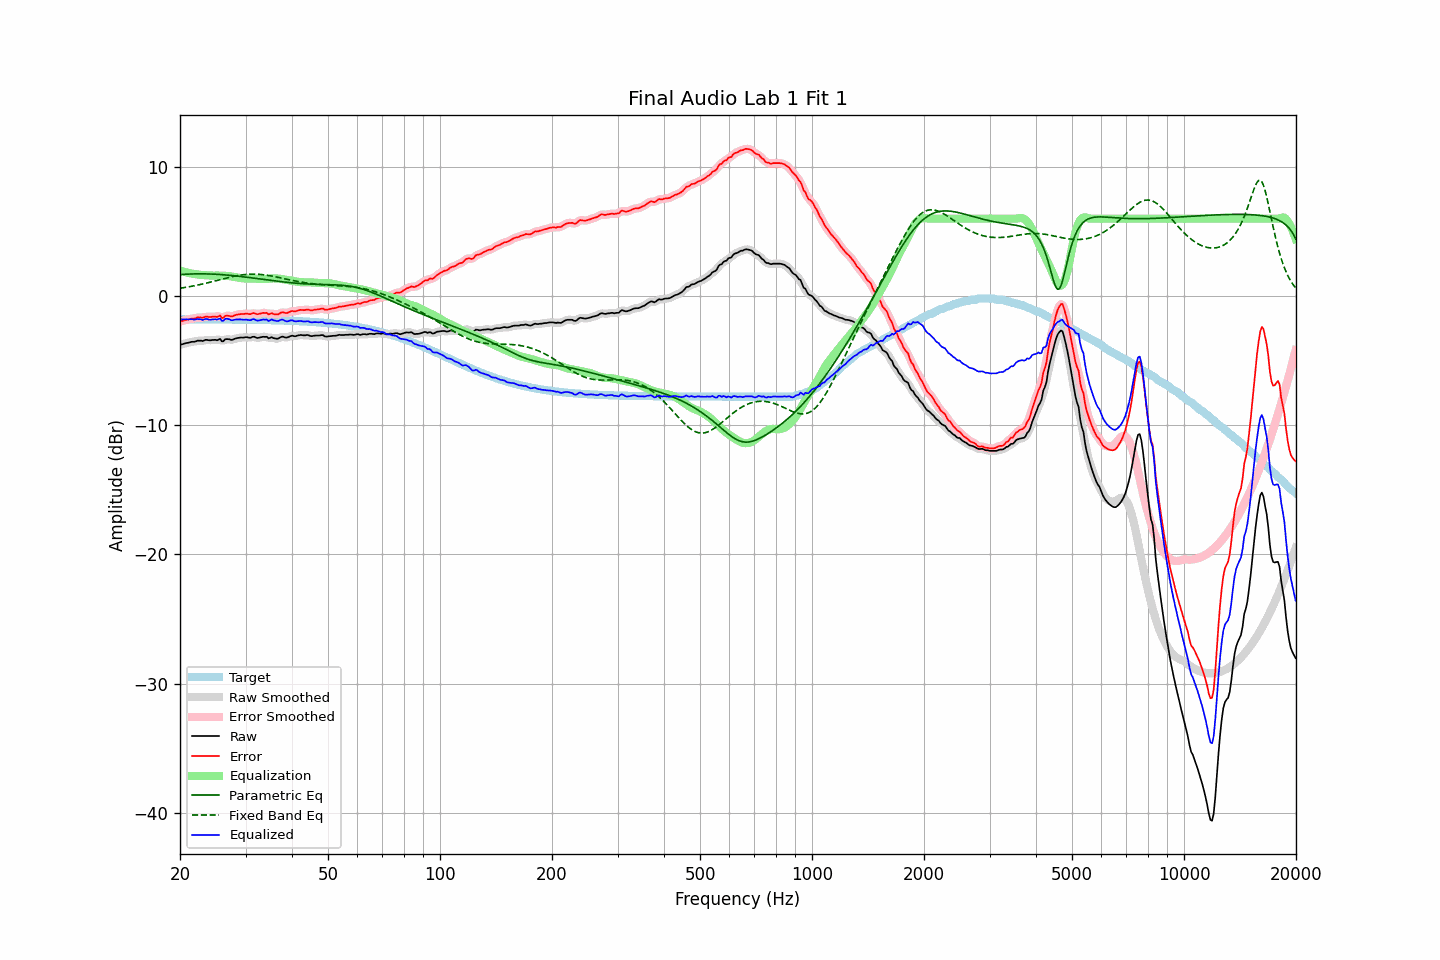 Final Audio Lab 1 Fit 1
Amplitude (dBr)
10
0
−10
−20
−30
−40
Target
Raw Smoothed
Error Smoothed
Raw
Error
Equalization
Parametric Eq
Fixed Band Eq
Equalized
20 50 100 200 500 1000 2000 5000 10000 20000
Frequency (Hz)